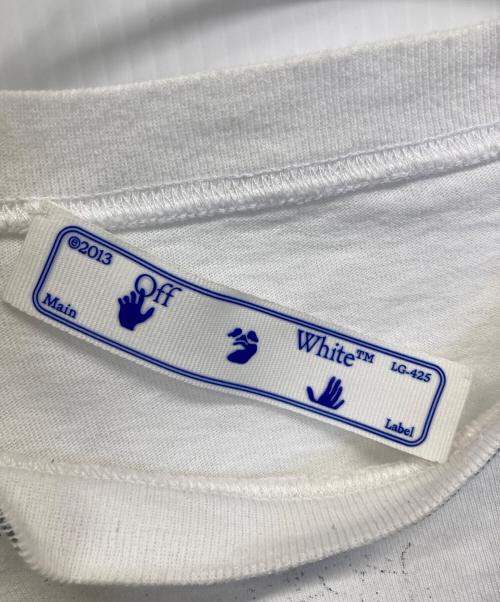 ©2013
Off
White™
LG-425
Main
Label